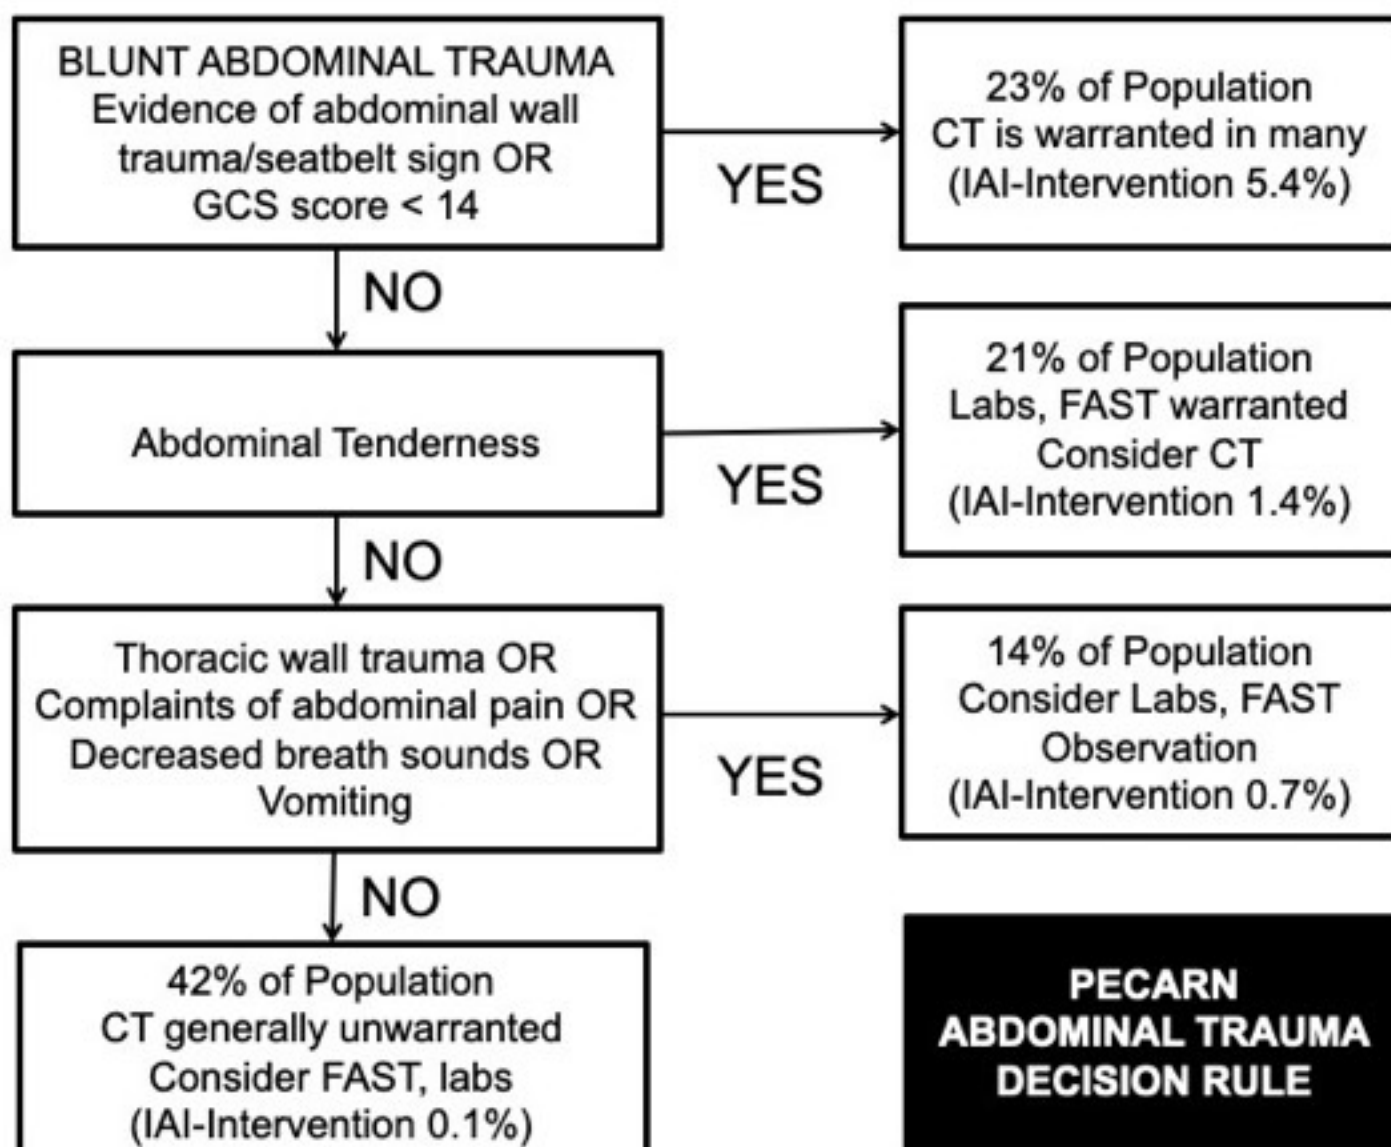 BLUNT ABDOMINAL TRAUMA
Evidence of abdominal wall
trauma/seatbelt sign OR
GCS score < 14
YES
23% of Population
CT is warranted in many
(IAI-Intervention 5.4%)
NO
Abdominal Tenderness
YES
21% of Population
Labs, FAST warranted
Consider CT
(IAI-Intervention 1.4%)
NO
Thoracic wall trauma OR
Complaints of abdominal pain OR
Decreased breath sounds OR
Vomiting
YES
14% of Population
Consider Labs, FAST
Observation
(IAI-Intervention 0.7%)
NO
42% of Population
CT generally unwarranted
Consider FAST, labs
(IAI-Intervention 0.1%)
PECARN
ABDOMINAL TRAUMA
DECISION RULE